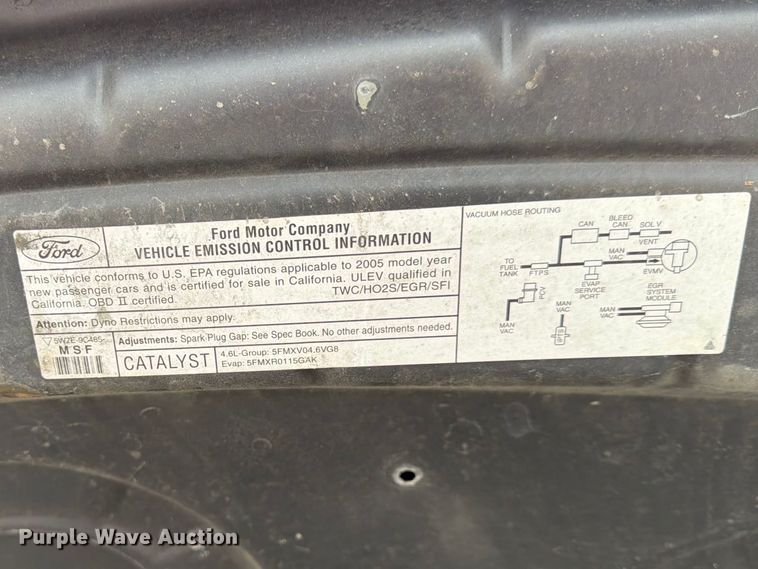 Ford
Ford Motor Company
VEHICLE EMISSION CONTROL INFORMATION
This vehicle conforms to U.S. EPA regulations applicable to 2005 model year
new passenger cars and is certified for sale in California. ULEV qualified in
California. OBD II certified. TWC/HO2S/EGR/SFI
Attention: Dyno Restrictions may apply.
5W2E-9C485-
MSF
Adjustments: Spark Plug Gap: See Spec Book. No other adjustments needed.
CATALYST
4.6L-Group: 5FMXV04.6VG8
Evap: 5FMXR0115GAK
VACUUM HOSE ROUTING
CAN
BLEED
CAN
SOL V
VENT
MAN
VAC
TO
FUEL
TANK
FTPS
EVMV
EVAP
SERVICE
PORT
PCV
MAN
VAC
MAN
VAC
EGR
SYSTEM
MODULE
Purple Wave Auction